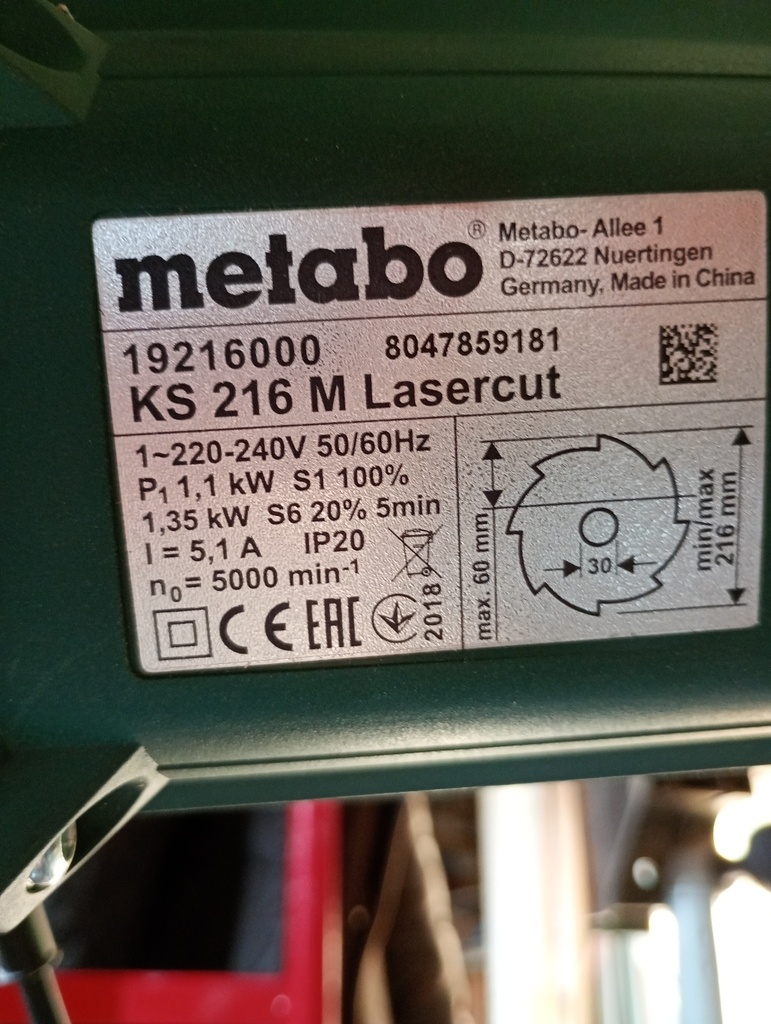 metabo®
Metabo- Allee 1
D-72622 Nuertingen
Germany, Made in China
19216000 8047859181
KS 216 M Lasercut
1~220-240V 50/60Hz
P₁ 1,1 kW S1 100%
1,35 kW S6 20% 5min
I = 5,1 A IP20
n₀= 5000 min⁻¹
CE EAC
2018
max. 60 mm
30
min/max
216 mm